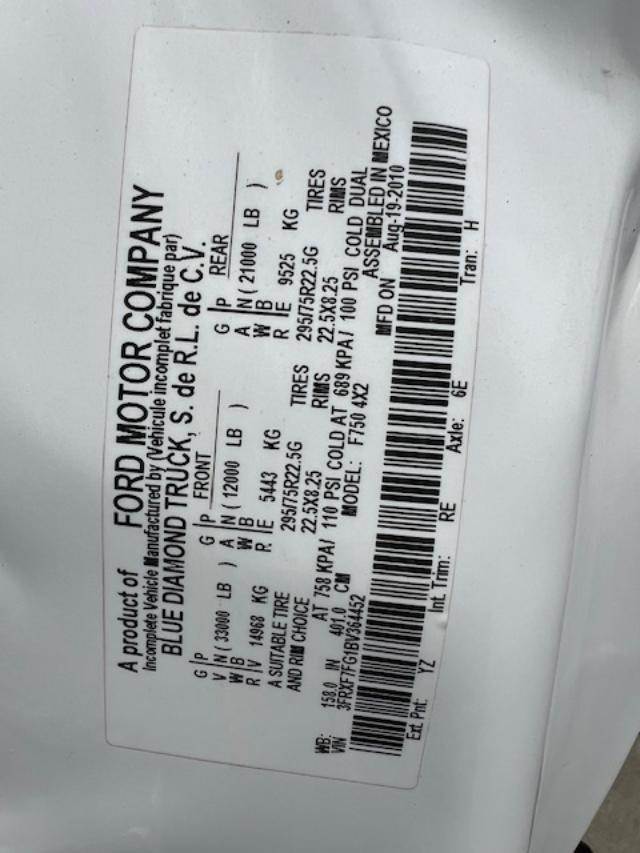 A product of FORD MOTOR COMPANY
Incomplete Vehicle Manufactured by (Vehicule incomplet fabrique par)
BLUE DIAMOND TRUCK, S. de R.L. de C.V.
FRONT REAR
G P G P G P
V N ( 33000 LB ) A N ( 12000 LB ) A N ( 21000 LB )
W B W B W B
R V 14968 KG R E 5443 KG R E 9525 KG
A SUITABLE TIRE 295/75R22.5G TIRES 295/75R22.5G TIRES
AND RIM CHOICE 22.5X8.25 RIMS 22.5X8.25 RIMS
AT 758 KPA/ 110 PSI COLD AT 689 KPA/ 100 PSI COLD DUAL
WB: 158.0 IN 401.0 CM MODEL: F750 4X2 ASSEMBLED IN MEXICO
VIN 3FRXF7FG1BV364452 MFD ON Aug-19-2010
Ext Pnt: YZ Int Trim: RE Axle: 6E Tran: H